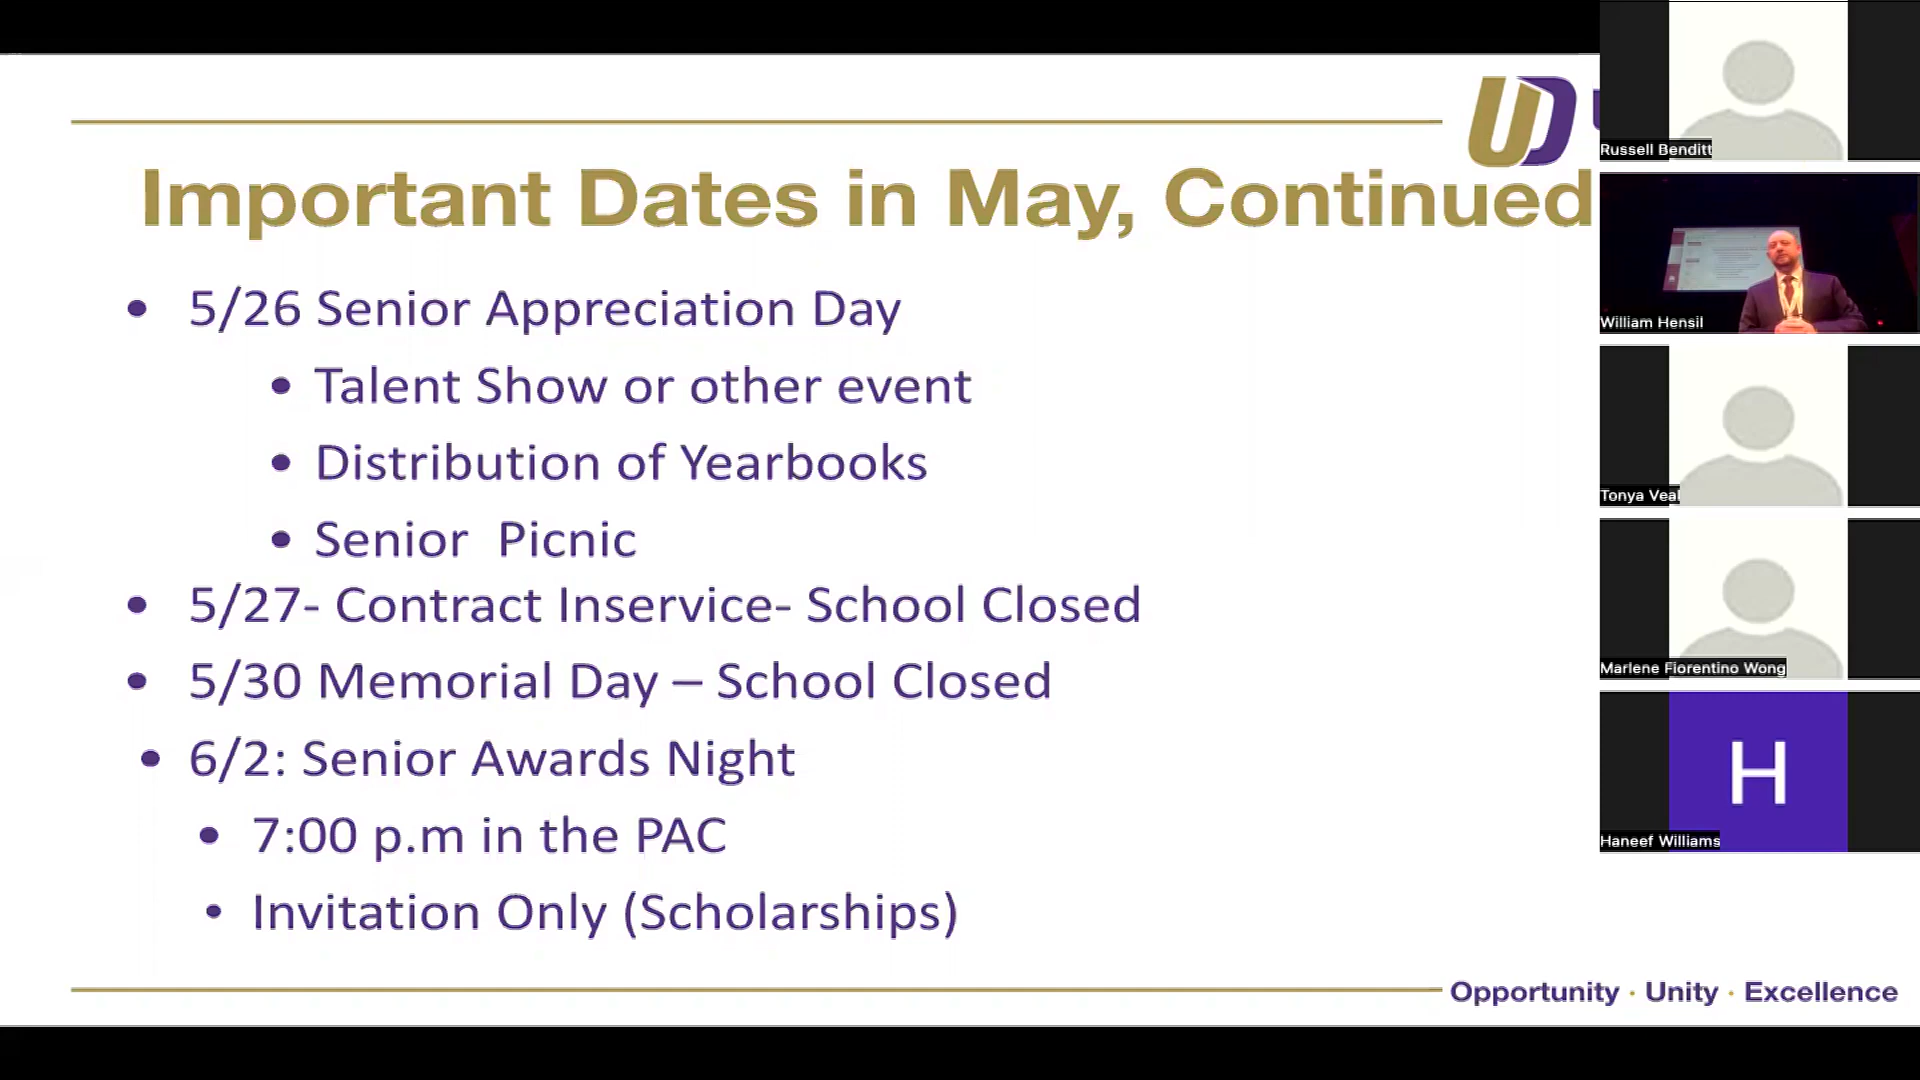 UD
Important Dates in May, Continued
• 5/26 Senior Appreciation Day
• Talent Show or other event
• Distribution of Yearbooks
• Senior  Picnic
• 5/27- Contract Inservice- School Closed
• 5/30 Memorial Day – School Closed
• 6/2: Senior Awards Night
• 7:00 p.m in the PAC
• Invitation Only (Scholarships)
Opportunity · Unity · Excellence
Russell Benditt
William Hensil
Tonya Veal
Marlene Fiorentino Wong
H
Haneef Williams